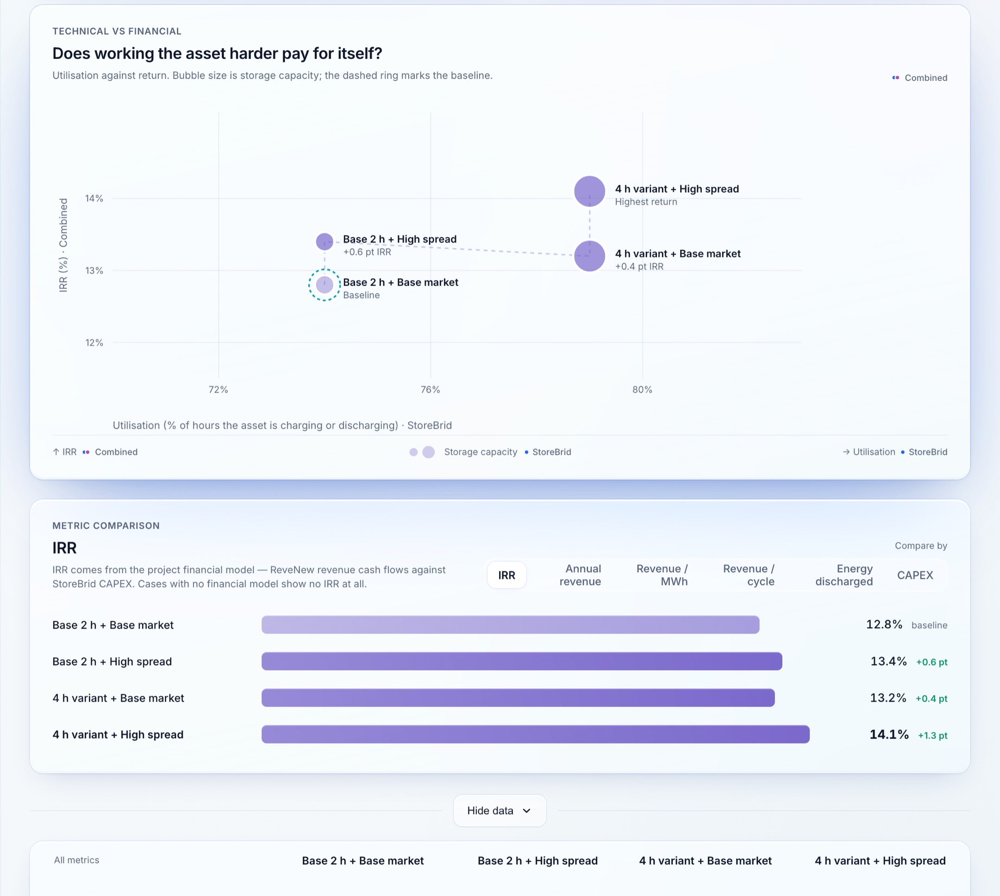 TECHNICAL VS FINANCIAL
Does working the asset harder pay for itself?
Utilisation against return. Bubble size is storage capacity; the dashed ring marks the baseline.
Combined
IRR (%) · Combined
14%
13%
12%
4 h variant + High spread
Highest return
Base 2 h + High spread
+0.6 pt IRR
4 h variant + Base market
+0.4 pt IRR
Base 2 h + Base market
Baseline
72%
76%
80%
Utilisation (% of hours the asset is charging or discharging) · StoreBrid
↑ IRR Combined
Storage capacity StoreBrid
→ Utilisation StoreBrid
METRIC COMPARISON
IRR
IRR comes from the project financial model — ReveNew revenue cash flows against
StoreBrid CAPEX. Cases with no financial model show no IRR at all.
Compare by
IRR
Annual
revenue
Revenue /
MWh
Revenue /
cycle
Energy
discharged
CAPEX
Base 2 h + Base market 12.8% baseline
Base 2 h + High spread 13.4% +0.6 pt
4 h variant + Base market 13.2% +0.4 pt
4 h variant + High spread 14.1% +1.3 pt
Hide data
All metrics Base 2 h + Base market Base 2 h + High spread 4 h variant + Base market 4 h variant + High spread